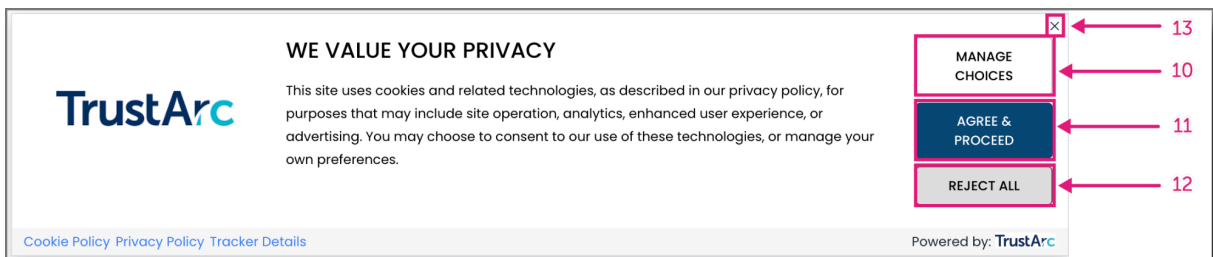 × 13
WE VALUE YOUR PRIVACY
MANAGE
CHOICES
10
This site uses cookies and related technologies, as described in our privacy policy, for
purposes that may include site operation, analytics, enhanced user experience, or
advertising. You may choose to consent to our use of these technologies, or manage your
own preferences.
TrustArc
AGREE &
PROCEED
11
REJECT ALL
12
Cookie Policy Privacy Policy Tracker Details
Powered by: TrustArc